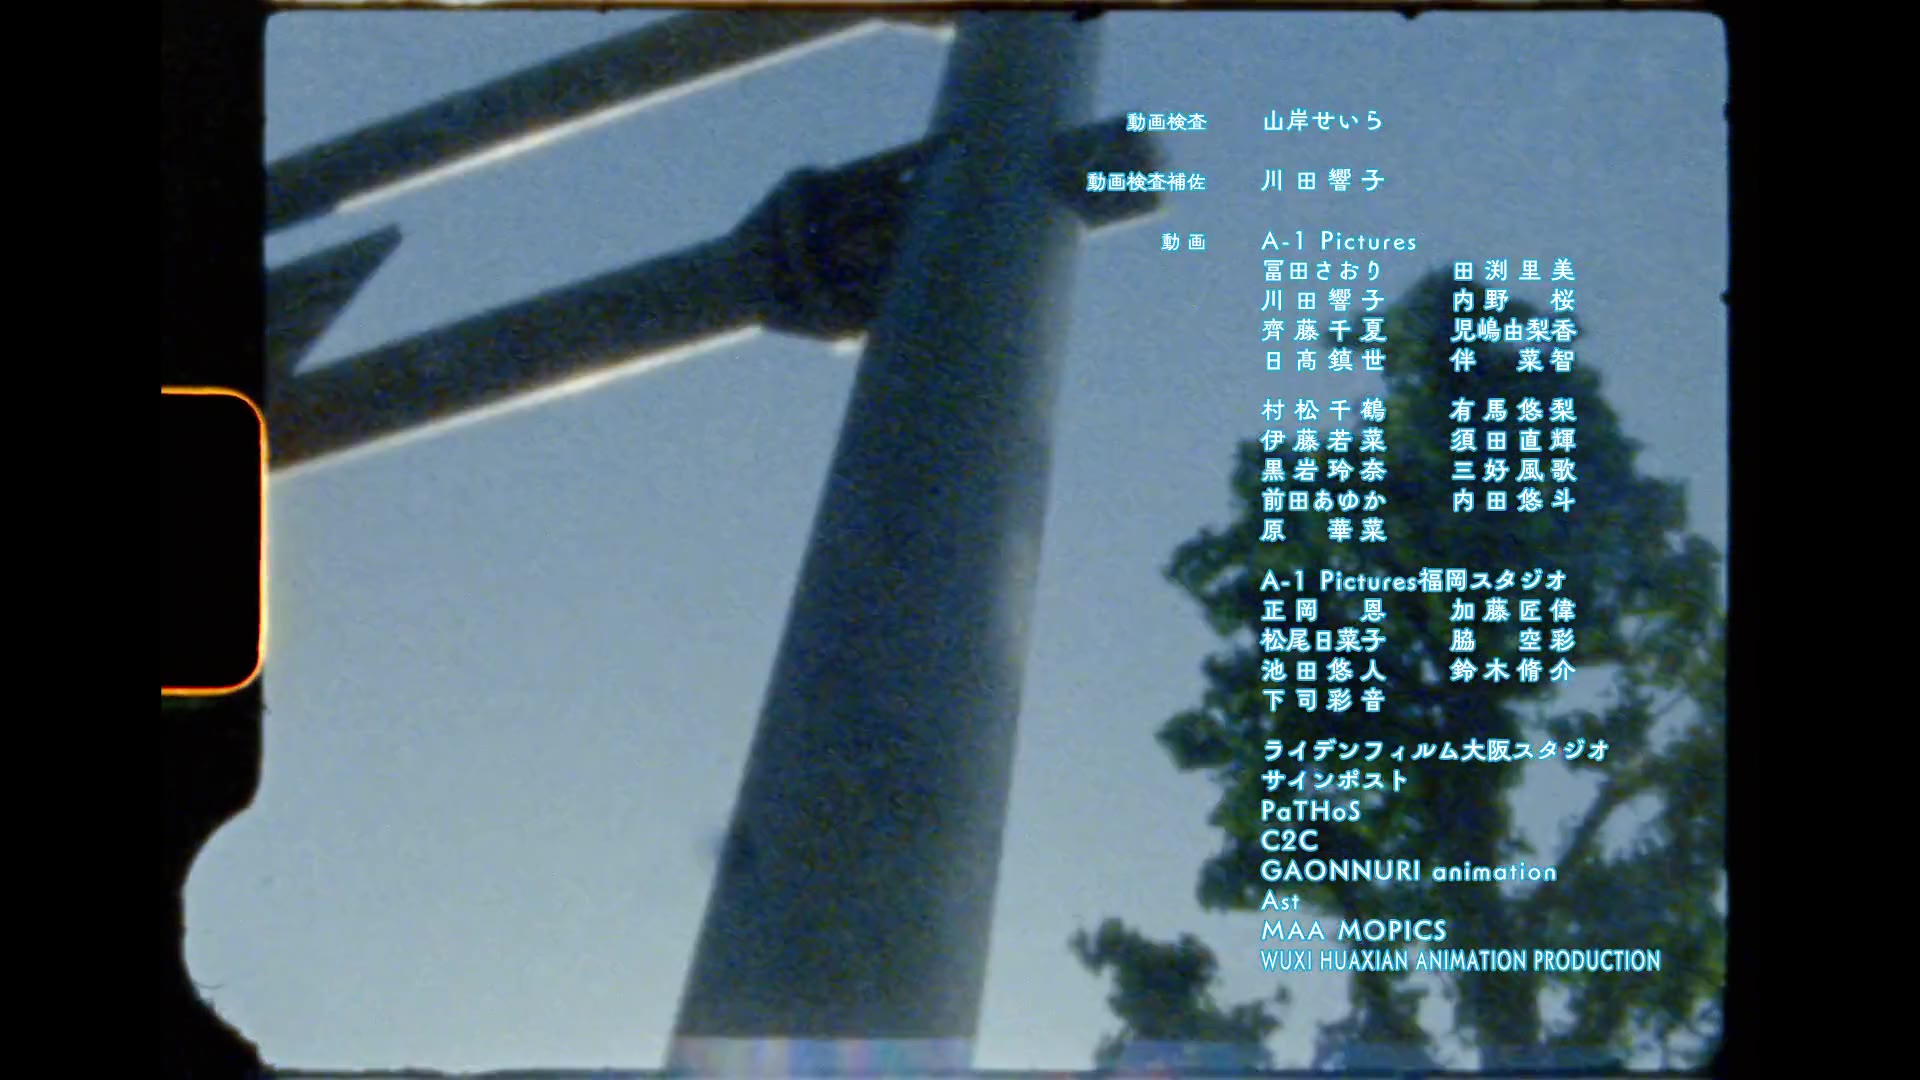 動画検査 山岸せいら
動画検査補佐 川田響子
動画 A-1 Pictures
冨田さおり 田渕里美
川田響子 内野 桜
齊藤千夏 児嶋由梨香
日髙鎮世 伴 菜智
村松千鶴 有馬悠梨
伊藤若菜 須田直輝
黒岩玲奈 三好風歌
前田あゆか 内田悠斗
原 華菜
A-1 Pictures福岡スタジオ
正岡 恩 加藤匠偉
松尾日菜子 脇 空彩
池田悠人 鈴木脩介
下司彩音
ライデンフィルム大阪スタジオ
サインポスト
PaTHoS
C2C
GAONNURI animation
Ast
MAA MOPICS
WUXI HUAXIAN ANIMATION PRODUCTION